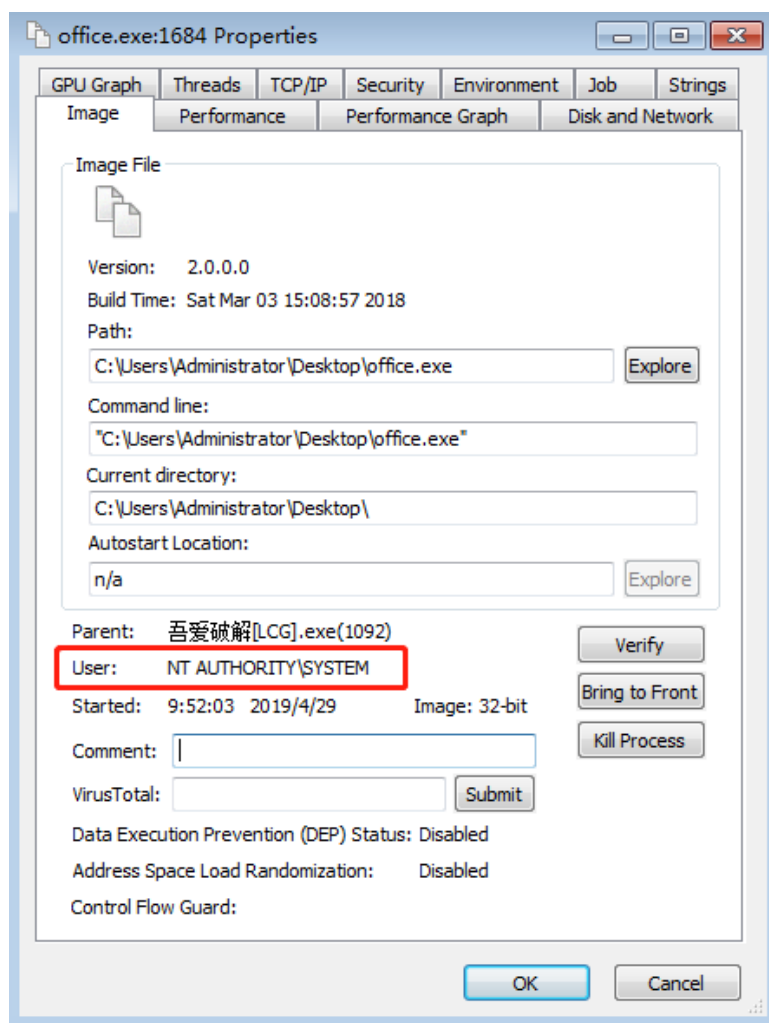 office.exe:1684 Properties
GPU Graph Threads TCP/IP Security Environment Job Strings
Image Performance Performance Graph Disk and Network
Image File
Version: 2.0.0.0
Build Time: Sat Mar 03 15:08:57 2018
Path:
C:\Users\Administrator\Desktop\office.exe Explore
Command line:
"C:\Users\Administrator\Desktop\office.exe"
Current directory:
C:\Users\Administrator\Desktop\
Autostart Location:
n/a Explore
Parent: 吾爱破解[LCG].exe(1092)
Verify
User: NT AUTHORITY\SYSTEM
Bring to Front
Started: 9:52:03 2019/4/29 Image: 32-bit
Kill Process
Comment:
VirusTotal: Submit
Data Execution Prevention (DEP) Status: Disabled
Address Space Load Randomization: Disabled
Control Flow Guard:
OK Cancel